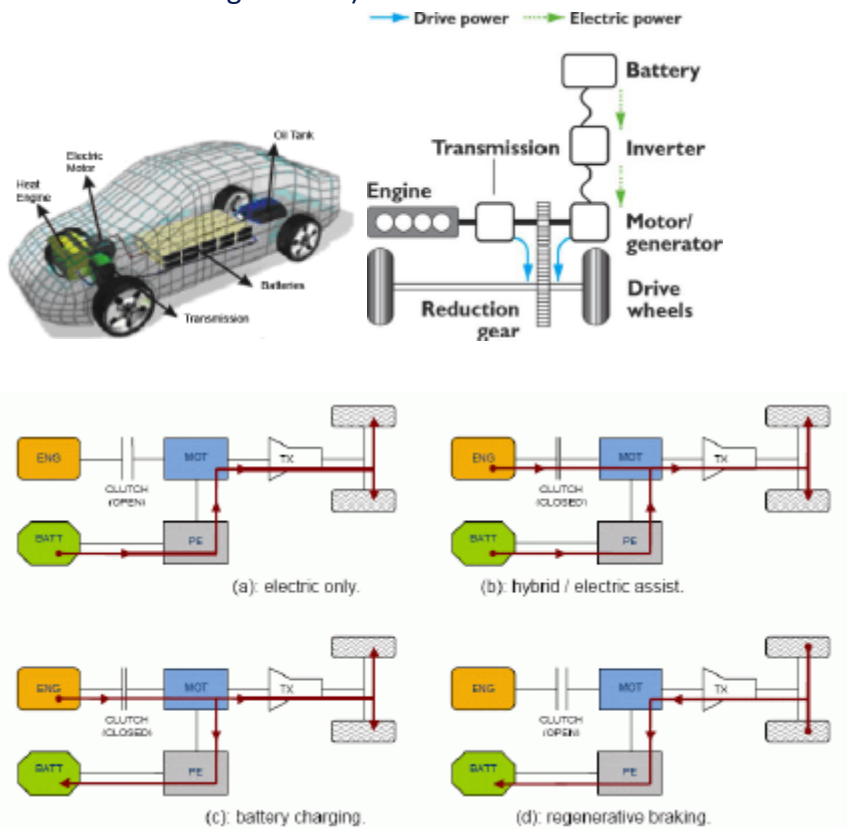 Drive power
Electric power
Battery
Oil Tank
Electric
Motor
Transmission
Inverter
Heat
Engine
Engine
Motor/
generator
Batteries
Reduction
gear
Drive
wheels
Transmission
ENG
MOT
TX
CLUTCH
(OPEN)
BATT
PE
(a): electric only.
ENG
MOT
TX
CLUTCH
(CLOSED)
BATT
PE
(b): hybrid / electric assist.
ENG
MOT
TX
CLUTCH
(CLOSED)
BATT
PE
(c): battery charging.
ENG
MOT
TX
CLUTCH
(OPEN)
BATT
PE
(d): regenerative braking.